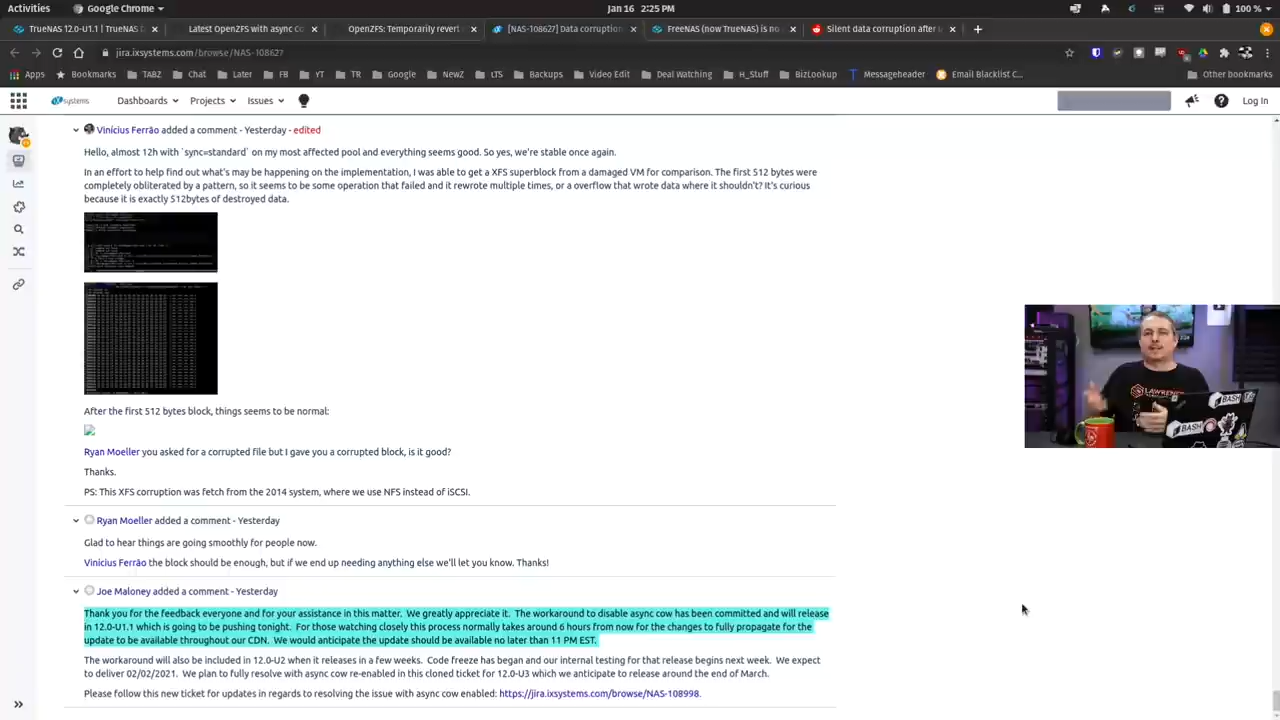 Activities Google Chrome Jan 16 2:25 PM 100 %
TrueNAS 12.0-U1.1 | TrueNAS D Latest OpenZFS with async Co OpenZFS: Temporarily revert [NAS-108627] Data corruption FreeNAS (now TrueNAS) is no Silent data corruption after
jira.ixsystems.com/browse/NAS-108627
Apps Bookmarks TABZ Chat Later FB YT TR Google NewZ LTS Backups Video Edit Deal Watching H_Stuff BizLookup Messageheader Email Blacklist C... Other bookmarks
iXsystems Dashboards Projects Issues Log In
Vinícius Ferrão added a comment - Yesterday - edited
Hello, almost 12h with `sync=standard` on my most affected pool and everything seems good. So yes, we're stable once again.
In an effort to help find out what's may be happening on the implementation, I was able to get a XFS superblock from a damaged VM for comparison. The first 512 bytes were
completely obliterated by a pattern, so it seems to be some operation that failed and it rewrote multiple times, or a overflow that wrote data where it shouldn't? It's curious
because it is exactly 512bytes of destroyed data.
After the first 512 bytes block, things seems to be normal:
Ryan Moeller you asked for a corrupted file but I gave you a corrupted block, is it good?
Thanks.
PS: This XFS corruption was fetch from the 2014 system, where we use NFS instead of iSCSI.
Ryan Moeller added a comment - Yesterday
Glad to hear things are going smoothly for people now.
Vinícius Ferrão the block should be enough, but if we end up needing anything else we'll let you know. Thanks!
Joe Maloney added a comment - Yesterday
Thank you for the feedback everyone and for your assistance in this matter. We greatly appreciate it. The workaround to disable async cow has been committed and will release
in 12.0-U1.1 which is going to be pushing tonight. For those watching closely this process normally takes around 6 hours from now for the changes to fully propagate for the
update to be available throughout our CDN. We would anticipate the update should be available no later than 11 PM EST.
The workaround will also be included in 12.0-U2 when it releases in a few weeks. Code freeze has began and our internal testing for that release begins next week. We expect
to deliver 02/02/2021. We plan to fully resolve with async cow re-enabled in this cloned ticket for 12.0-U3 which we anticipate to release around the end of March.
Please follow this new ticket for updates in regards to resolving the issue with async cow enabled: https://jira.ixsystems.com/browse/NAS-108998.
LAWRENCE
BASH
BASH